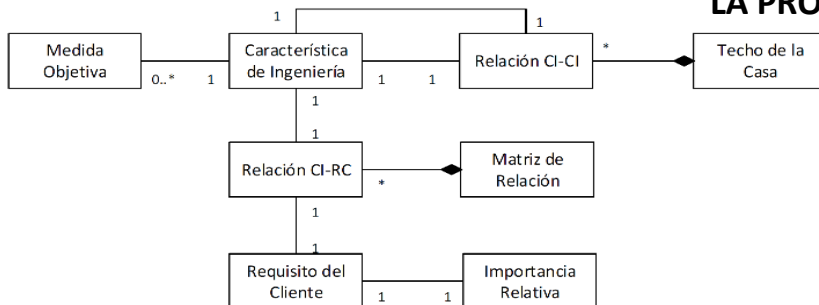 LA PRO
1
1
Medida
Objetiva
0..*
1
Característica
de Ingeniería
1
1
Relación CI-CI
*
Techo de la
Casa
1
1
Relación CI-RC
*
Matriz de
Relación
1
1
Requisito del
Cliente
1
1
Importancia
Relativa